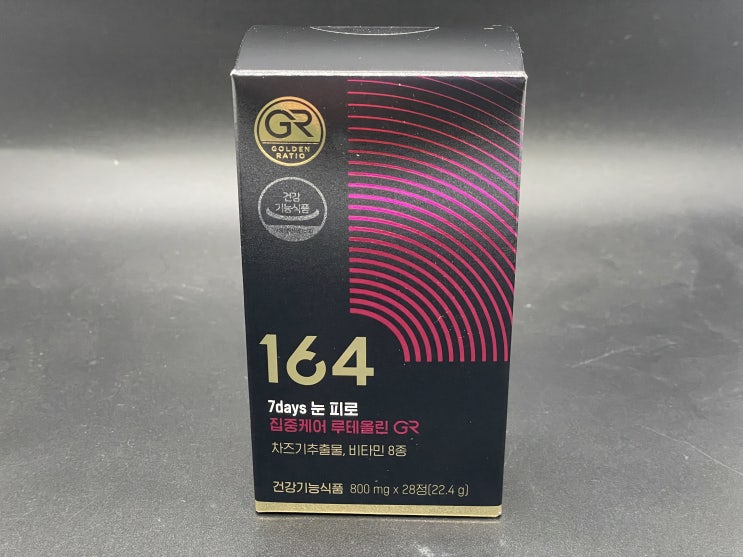 GR
GOLDEN
RATIO
건강
기능식품
164
7days 눈 피로
집중케어 루테올린 GR
차즈기추출물, 비타민 8종
건강기능식품 800 mg x 28정(22.4 g)